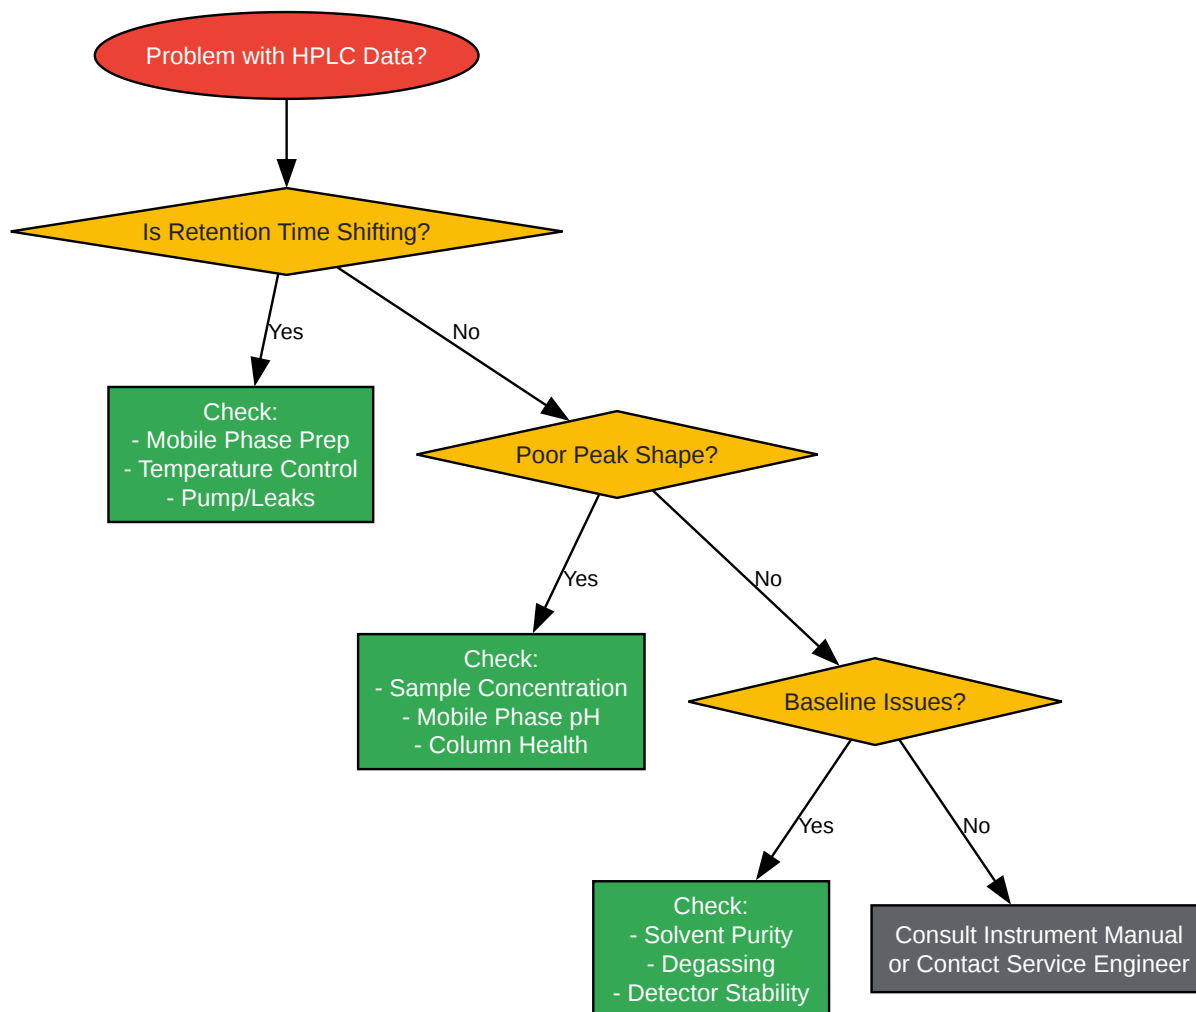 Problem with HPLC Data?
Is Retention Time Shifting?
Yes
No
Check:
- Mobile Phase Prep
- Temperature Control
- Pump/Leaks
Poor Peak Shape?
Yes
No
Check:
- Sample Concentration
- Mobile Phase pH
- Column Health
Baseline Issues?
Yes
No
Check:
- Solvent Purity
- Degassing
- Detector Stability
Consult Instrument Manual
or Contact Service Engineer